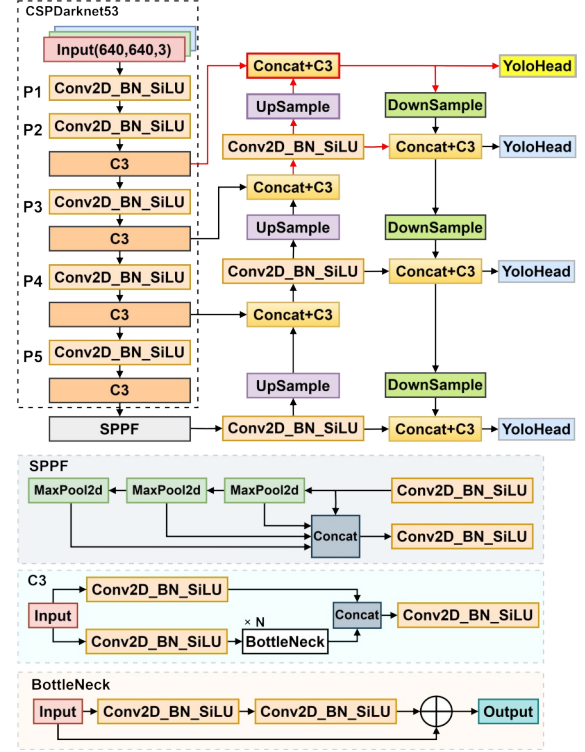 CSPDarknet53
Input(640,640,3)
P1
Conv2D_BN_SiLU
P2
Conv2D_BN_SiLU
C3
P3
Conv2D_BN_SiLU
C3
P4
Conv2D_BN_SiLU
C3
P5
Conv2D_BN_SiLU
C3
SPPF
Concat+C3
UpSample
Conv2D_BN_SiLU
Concat+C3
UpSample
Conv2D_BN_SiLU
Concat+C3
UpSample
Conv2D_BN_SiLU
DownSample
Concat+C3
DownSample
Concat+C3
DownSample
Concat+C3
YoloHead
YoloHead
YoloHead
YoloHead
SPPF
MaxPool2d
MaxPool2d
MaxPool2d
Conv2D_BN_SiLU
Concat
Conv2D_BN_SiLU
C3
Input
Conv2D_BN_SiLU
Conv2D_BN_SiLU
× N
BottleNeck
Concat
Conv2D_BN_SiLU
BottleNeck
Input
Conv2D_BN_SiLU
Conv2D_BN_SiLU
Output